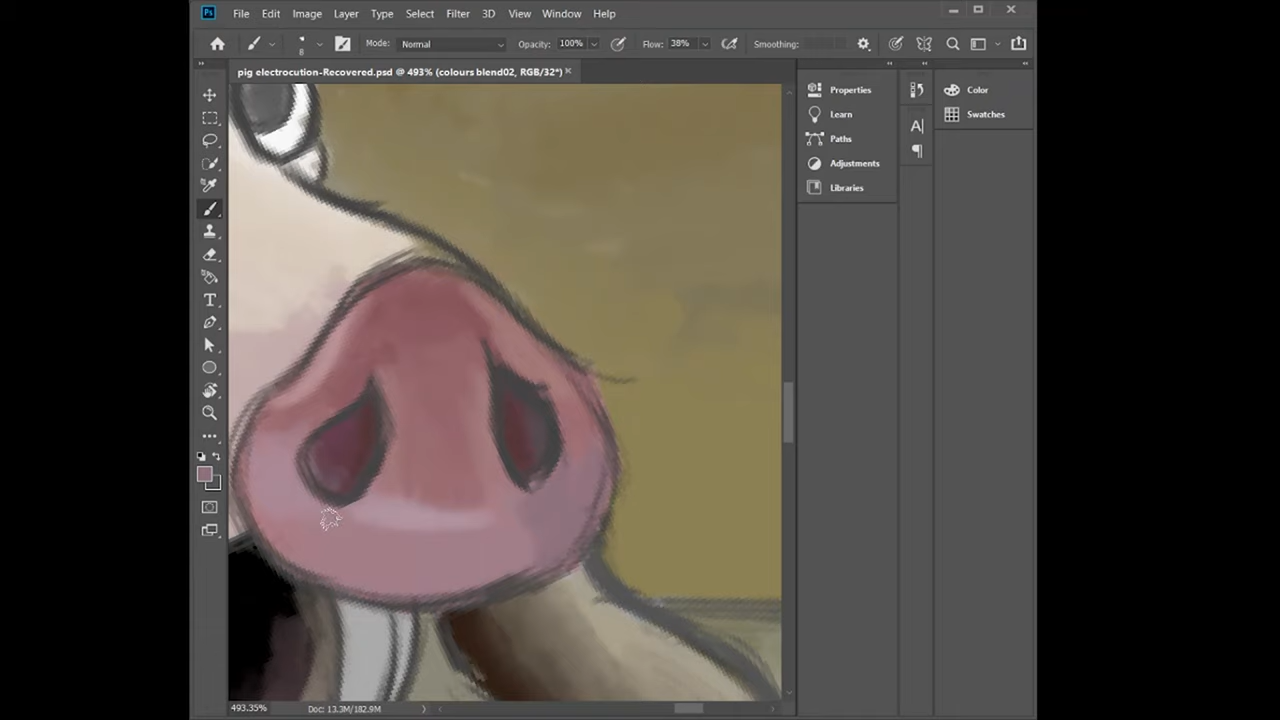 Ps File Edit Image Layer Type Select Filter 3D View Window Help
8 Mode: Normal Opacity: 100% Flow: 38% Smoothing:
pig electrocution-Recovered.psd @ 493% (colours blend02, RGB/32*)
Properties
Learn
Paths
Adjustments
Libraries
Color
Swatches
493.35% Doc: 13.3M/182.9M